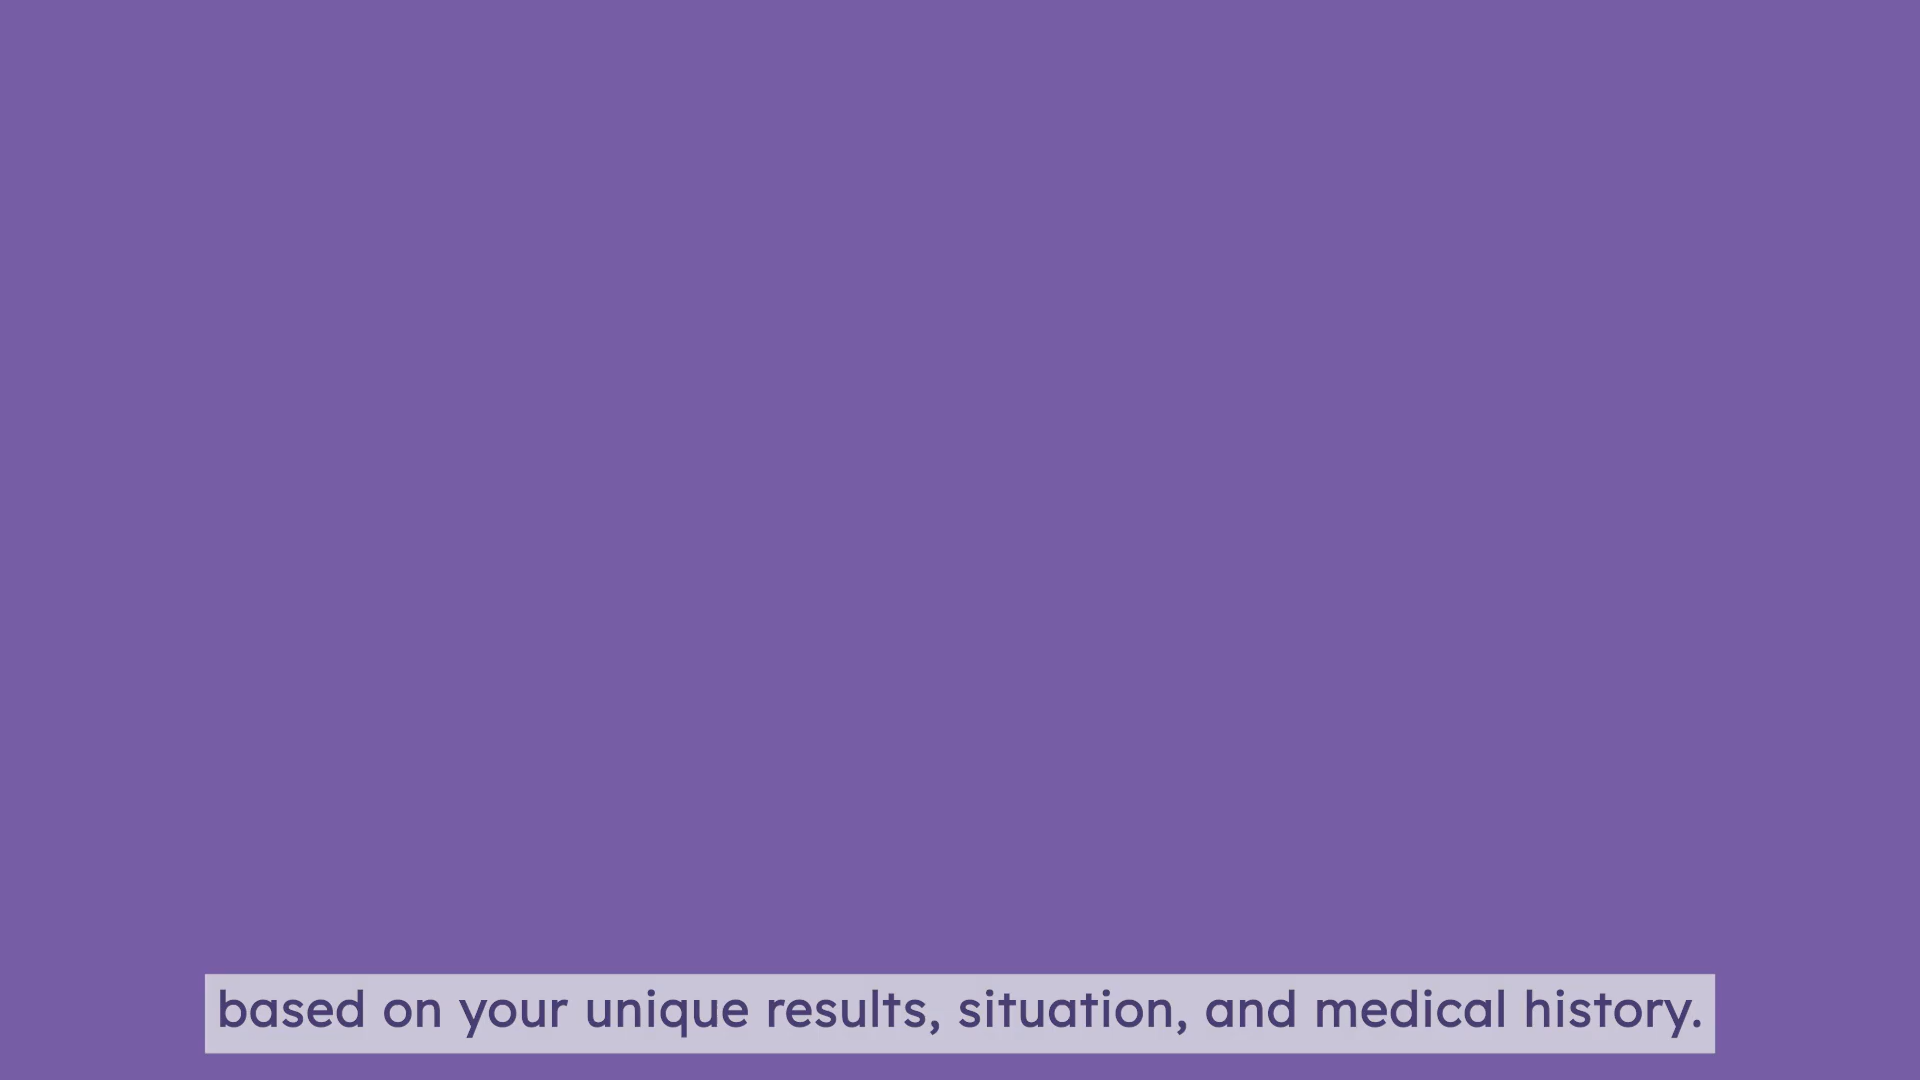 based on your unique results, situation, and medical history.